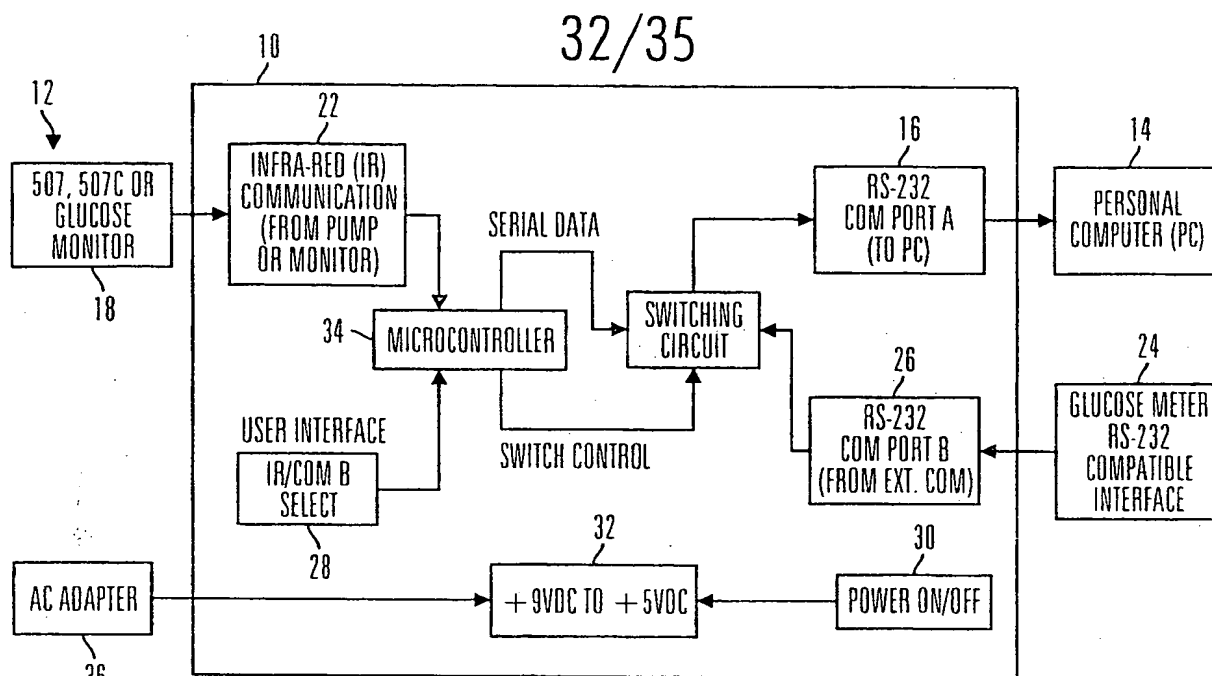 32/35
10
12
22
16
14
507, 507C OR
GLUCOSE
MONITOR
18
INFRA-RED (IR)
COMMUNICATION
(FROM PUMP
OR MONITOR)
SERIAL DATA
RS-232
COM PORT A
(TO PC)
PERSONAL
COMPUTER (PC)
34
MICROCONTROLLER
SWITCHING
CIRCUIT
26
24
USER INTERFACE
IR/COM B
SELECT
28
SWITCH CONTROL
RS-232
COM PORT B
(FROM EXT. COM)
GLUCOSE METER
RS-232
COMPATIBLE
INTERFACE
32
30
AC ADAPTER
36
+9VDC TO +5VDC
POWER ON/OFF